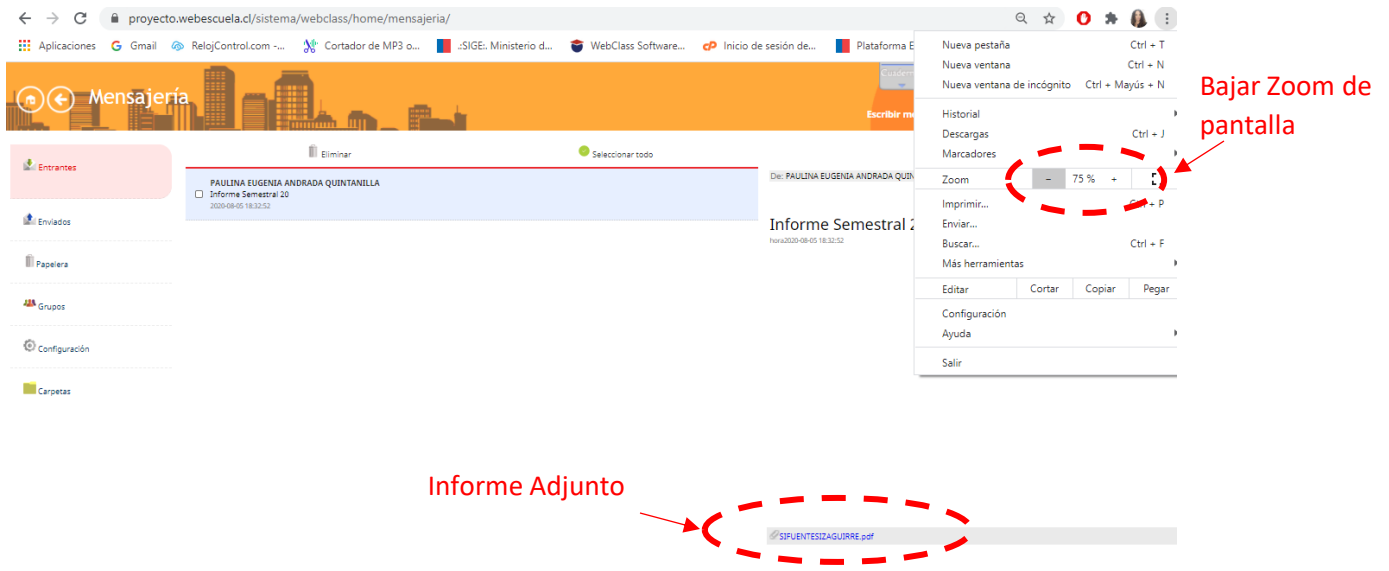 proyecto.webescuela.cl/sistema/webclass/home/mensajeria/
Aplicaciones Gmail RelojControl.com -... Cortador de MP3 o... .:SIGE:. Ministerio d... WebClass Software... Inicio de sesión de... Plataforma E
Mensajería
Escribir m
Entrantes
Enviados
Papelera
Grupos
Configuración
Carpetas
Eliminar Seleccionar todo
PAULINA EUGENIA ANDRADA QUINTANILLA
Informe Semestral 20
2020-08-05 18:32:52
De: PAULINA EUGENIA ANDRADA QUIN
Informe Semestral 2
hora2020-08-05 18:32:52
Nueva pestaña Ctrl + T
Nueva ventana Ctrl + N
Nueva ventana de incógnito Ctrl + Mayús + N
Historial
Descargas Ctrl + J
Marcadores
Zoom − 75 % +
Imprimir... Ctrl + P
Enviar...
Buscar... Ctrl + F
Más herramientas
Editar Cortar Copiar Pegar
Configuración
Ayuda
Salir
Bajar Zoom de
pantalla
Informe Adjunto
SIFUENTESIZAGUIRRE.pdf